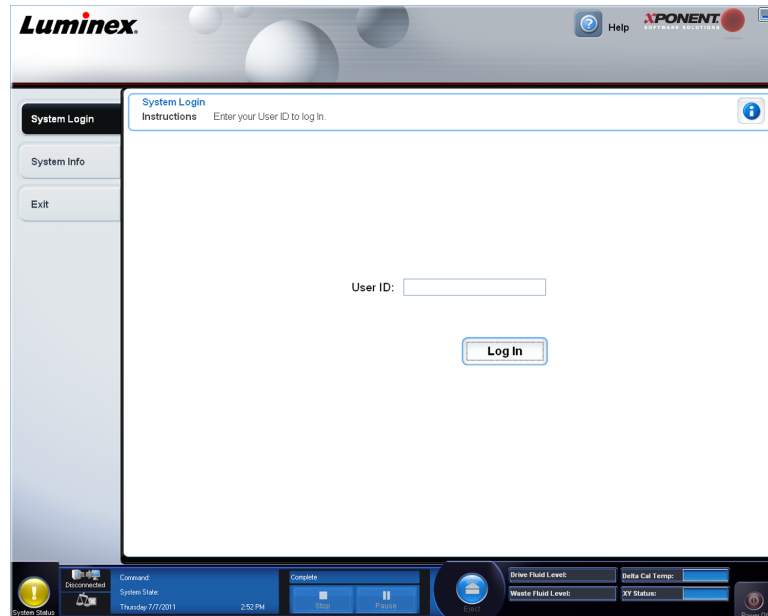 Luminex.
Help
XPONENT.
SOFTWARE SOLUTIONS
System Login
System Info
Exit
System Login
Instructions Enter your User ID to log In.
User ID:
Log In
System Status
Disconnected
Command:
System State:
Thursday 7/7/2011 2:52 PM
Complete
Stop Pause
Eject
Drive Fluid Level:
Waste Fluid Level:
Delta Cal Temp:
XY Status: